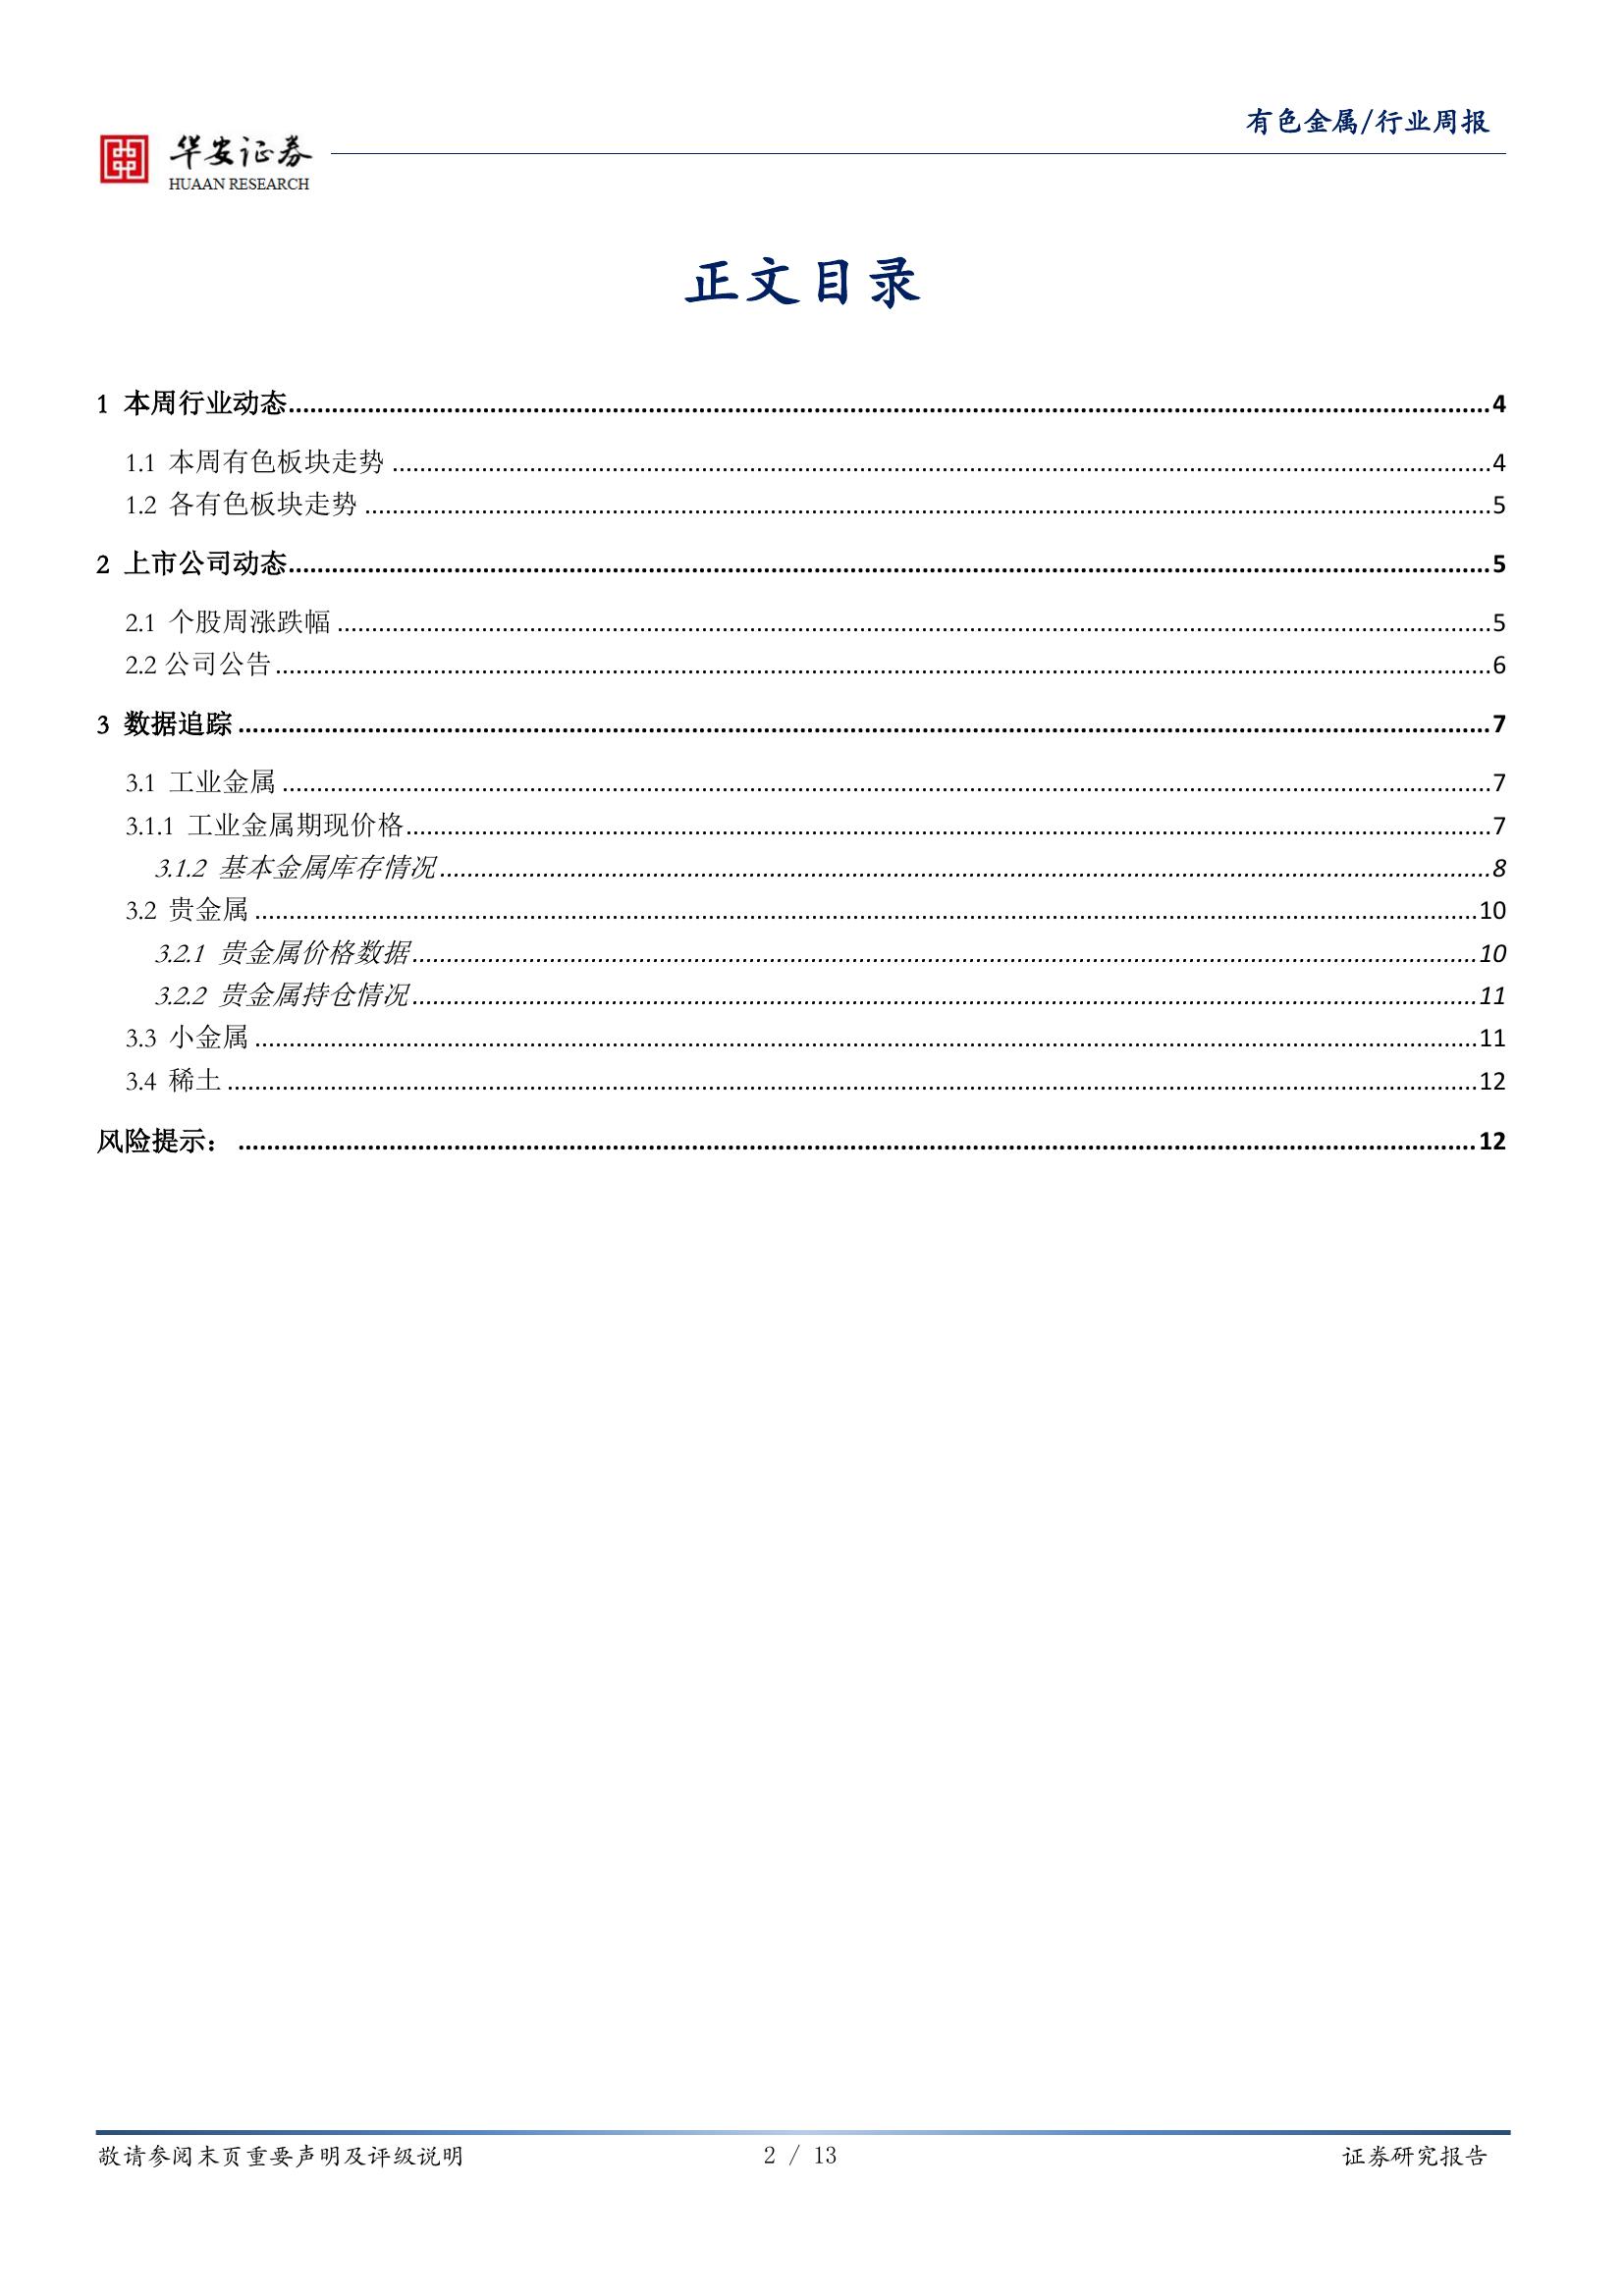 有色金属/行业周报
华安证券
HUAAN RESEARCH
正文目录
1 本周行业动态....................4
1.1 本周有色板块走势....................4
1.2 各有色板块走势....................5
2 上市公司动态....................5
2.1 个股周涨跌幅....................5
2.2 公司公告....................6
3 数据追踪....................7
3.1 工业金属....................7
3.1.1 工业金属期现价格....................7
3.1.2 基本金属库存情况....................8
3.2 贵金属....................10
3.2.1 贵金属价格数据....................10
3.2.2 贵金属持仓情况....................11
3.3 小金属....................11
3.4 稀土....................12
风险提示：....................12
敬请参阅末页重要声明及评级说明 2 / 13 证券研究报告